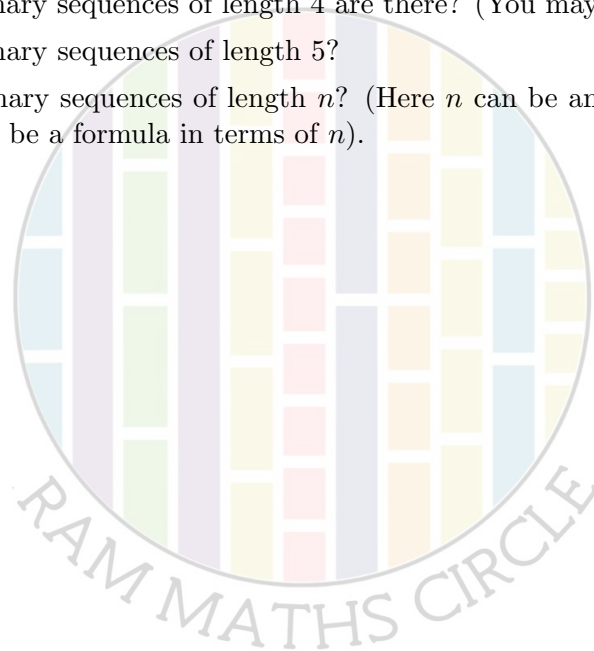 nary sequences of length 4 are there? (You may
nary sequences of length 5?
nary sequences of length n? (Here n can be an
be a formula in terms of n).
RAM MATHS CIRCLE